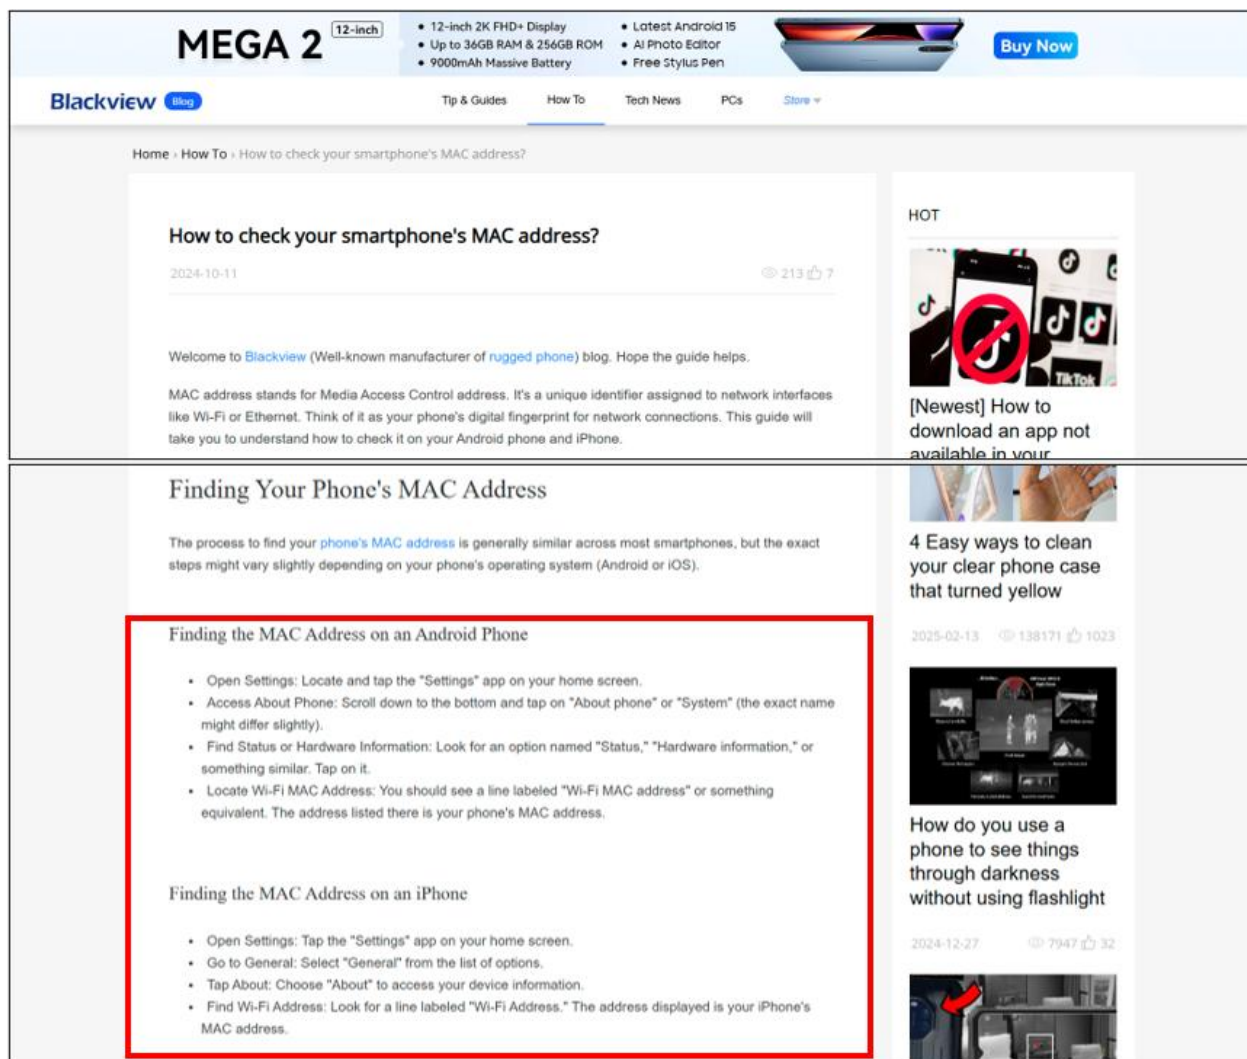 MEGA 2 12-inch
• 12-inch 2K FHD+ Display
• Up to 36GB RAM & 256GB ROM
• 9000mAh Massive Battery
• Latest Android 15
• AI Photo Editor
• Free Stylus Pen
Buy Now
Blackview Blog
Tip & Guides How To Tech News PCs Store
Home › How To › How to check your smartphone's MAC address?
How to check your smartphone's MAC address?
2024-10-11 213 7
Welcome to Blackview (Well-known manufacturer of rugged phone) blog. Hope the guide helps.
MAC address stands for Media Access Control address. It's a unique identifier assigned to network interfaces
like Wi-Fi or Ethernet. Think of it as your phone's digital fingerprint for network connections. This guide will
take you to understand how to check it on your Android phone and iPhone.
HOT
TikTok
[Newest] How to
download an app not
available in your
Finding Your Phone's MAC Address
The process to find your phone's MAC address is generally similar across most smartphones, but the exact
steps might vary slightly depending on your phone's operating system (Android or iOS).
Finding the MAC Address on an Android Phone
• Open Settings: Locate and tap the "Settings" app on your home screen.
• Access About Phone: Scroll down to the bottom and tap on "About phone" or "System" (the exact name
might differ slightly).
• Find Status or Hardware Information: Look for an option named "Status," "Hardware information," or
something similar. Tap on it.
• Locate Wi-Fi MAC Address: You should see a line labeled "Wi-Fi MAC address" or something
equivalent. The address listed there is your phone's MAC address.
Finding the MAC Address on an iPhone
• Open Settings: Tap the "Settings" app on your home screen.
• Go to General: Select "General" from the list of options.
• Tap About: Choose "About" to access your device information.
• Find Wi-Fi Address: Look for a line labeled "Wi-Fi Address." The address displayed is your iPhone's
MAC address.
4 Easy ways to clean
your clear phone case
that turned yellow
2025-02-13 138171 1023
How do you use a
phone to see things
through darkness
without using flashlight
2024-12-27 7947 32